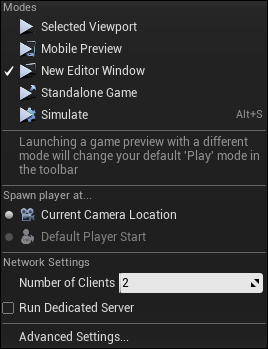 Modes
Selected Viewport
Mobile Preview
New Editor Window
Standalone Game
Simulate Alt+S
Launching a game preview with a different
mode will change your default 'Play' mode in
the toolbar
Spawn player at...
Current Camera Location
Default Player Start
Network Settings
Number of Clients 2
Run Dedicated Server
Advanced Settings...